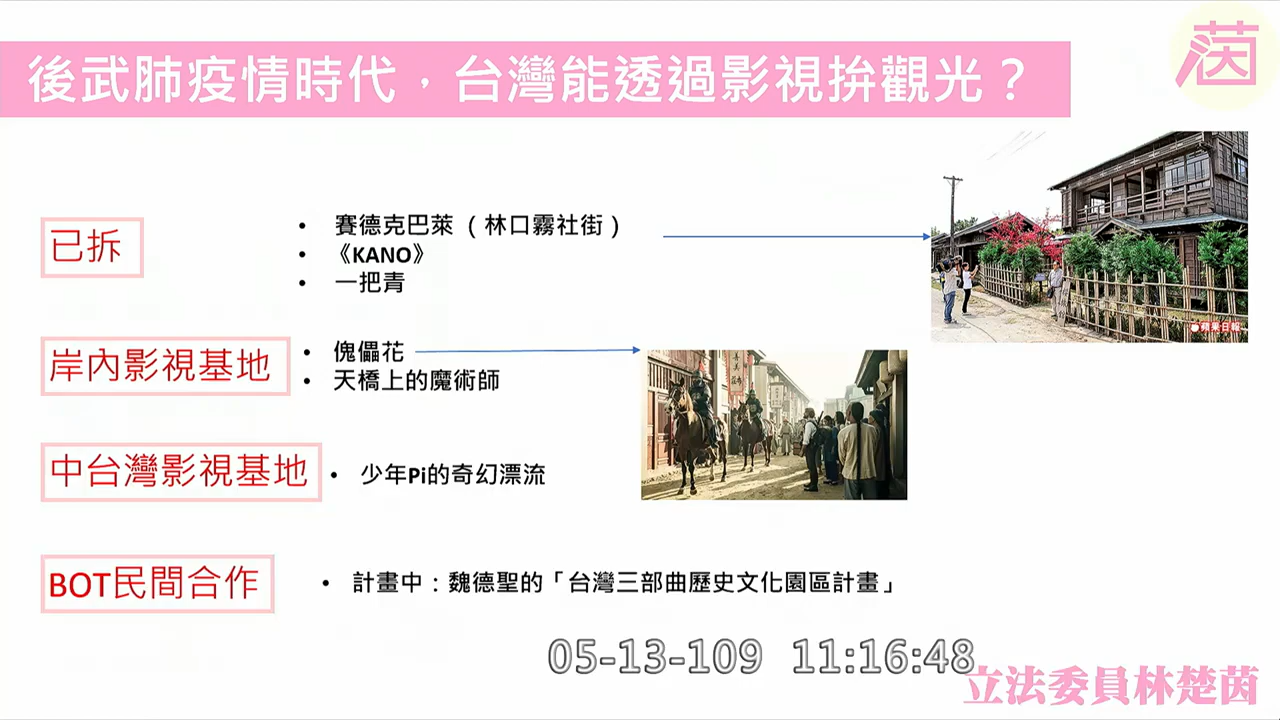 茵
後武肺疫情時代，台灣能透過影視拚觀光？
已拆
• 賽德克巴萊（林口霧社街）
• 《KANO》
• 一把青
蘋果日報
岸內影視基地
• 傀儡花
• 天橋上的魔術師
中台灣影視基地
• 少年Pi的奇幻漂流
BOT民間合作
• 計畫中：魏德聖的「台灣三部曲歷史文化園區計畫」
05-13-109 11:16:48
立法委員林楚茵